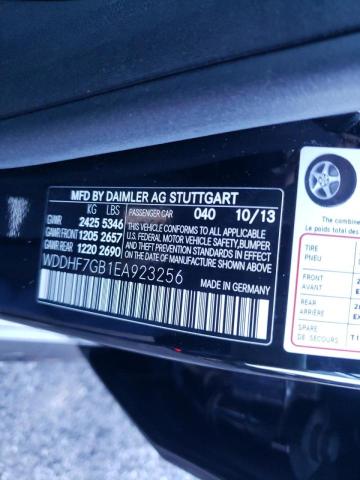 MFD BY DAIMLER AG STUTTGART
KG LBS PASSENGER CAR 040 10/13
GVWR 2425 5346
GAWR FRONT 1205 2657
GAWR REAR 1220 2690
THIS VEHICLE CONFORMS TO ALL APPLICABLE
U.S. FEDERAL MOTOR VEHICLE SAFETY, BUMPER
AND THEFT PREVENTION STANDARDS IN EFFECT
ON THE DATE OF MANUFACTURE SHOWN ABOVE.
WDDHF7GB1EA923256 MADE IN GERMANY
The combined
Le poids
TIRE
PNEU
FRONT
AVANT
REAR
ARRIÈRE
SPARE
DE SECOURS